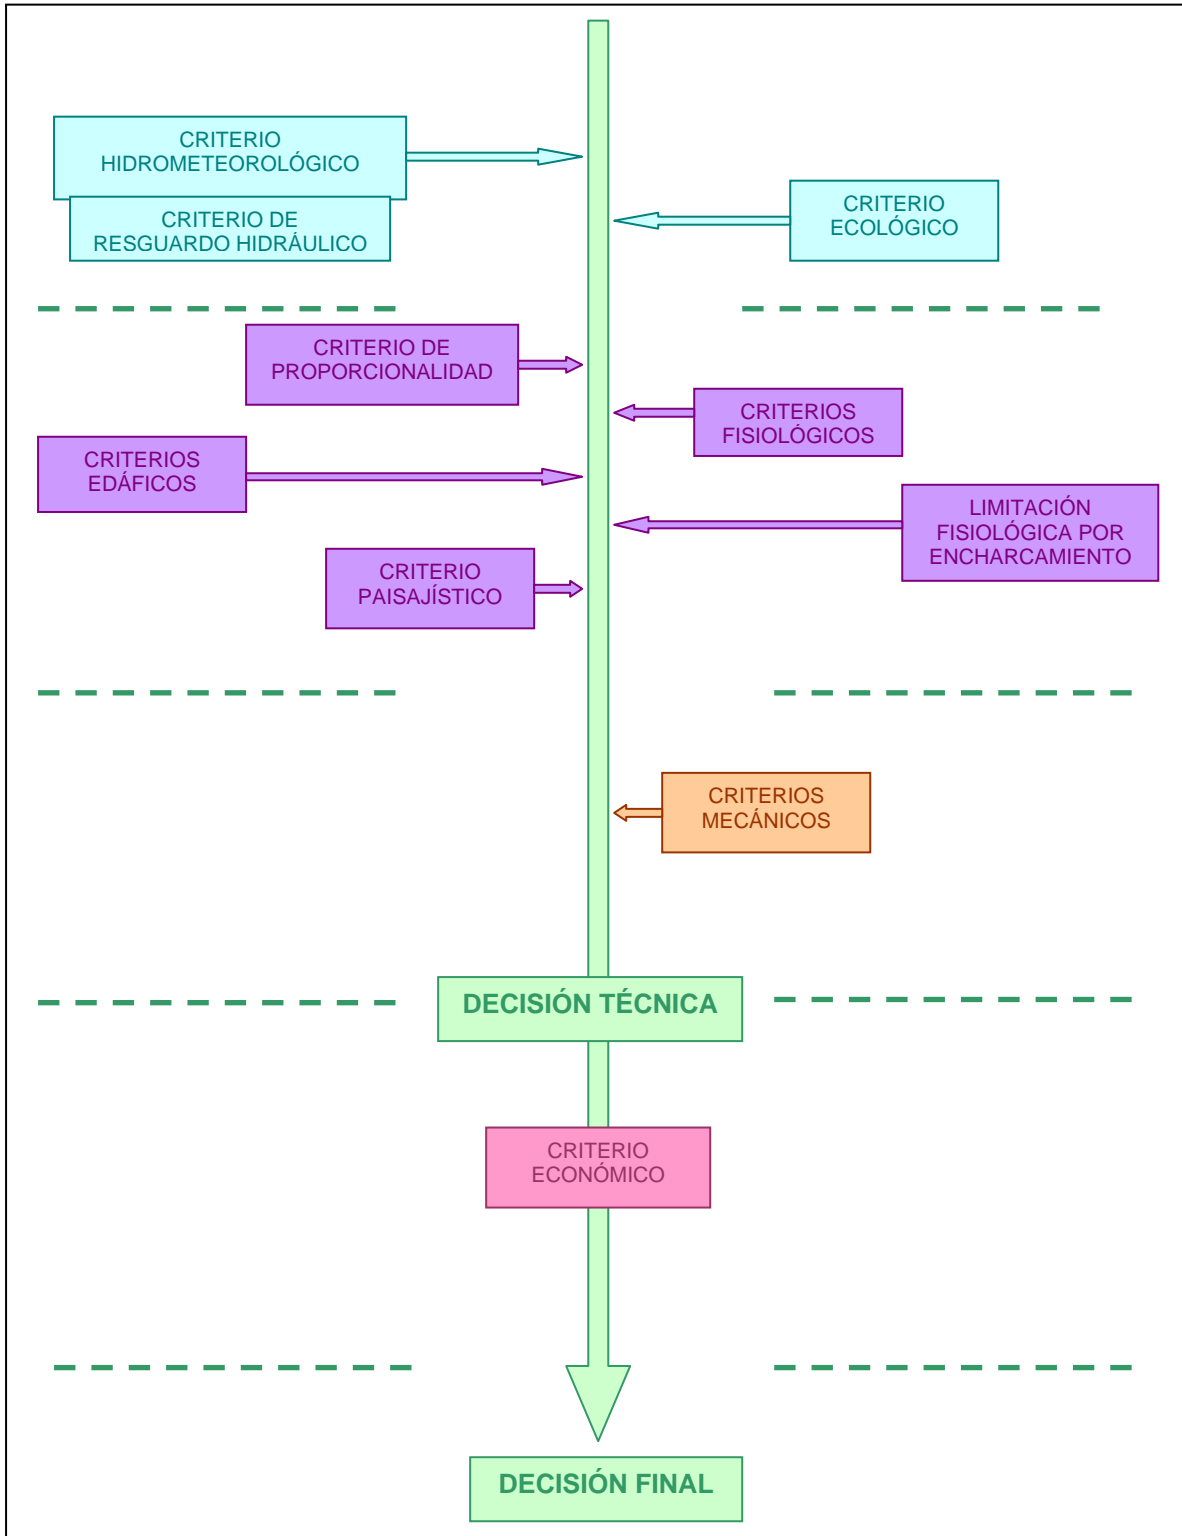 CRITERIO
HIDROMETEOROLÓGICO
CRITERIO DE
RESGUARDO HIDRÁULICO
CRITERIO
ECOLÓGICO
CRITERIO DE
PROPORCIONALIDAD
CRITERIOS
FISIOLÓGICOS
CRITERIOS
EDÁFICOS
LIMITACIÓN
FISIOLÓGICA POR
ENCHARCAMIENTO
CRITERIO
PAISAJÍSTICO
CRITERIOS
MECÁNICOS
DECISIÓN TÉCNICA
CRITERIO
ECONÓMICO
DECISIÓN FINAL